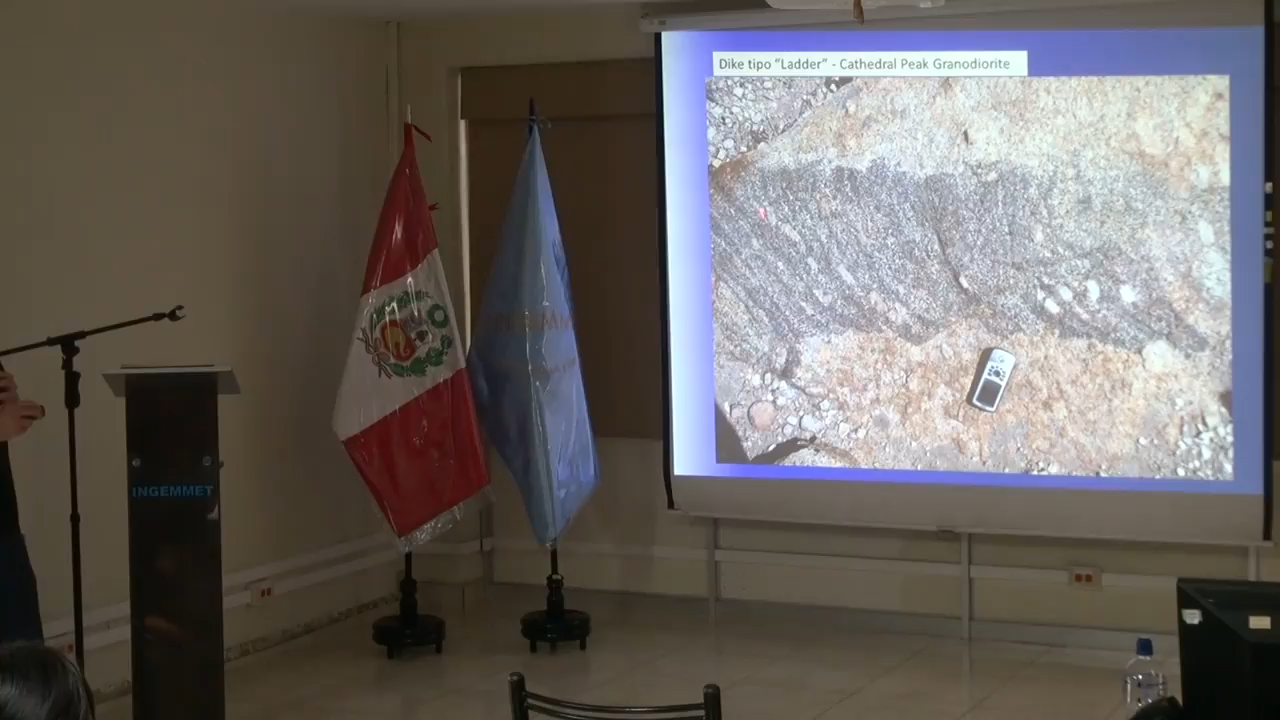 Dike tipo "Ladder" - Cathedral Peak Granodiorite
INGEMMET